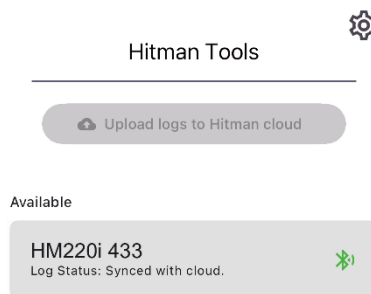 Hitman Tools
Upload logs to Hitman cloud
Available
HM220i 433
Log Status: Synced with cloud.